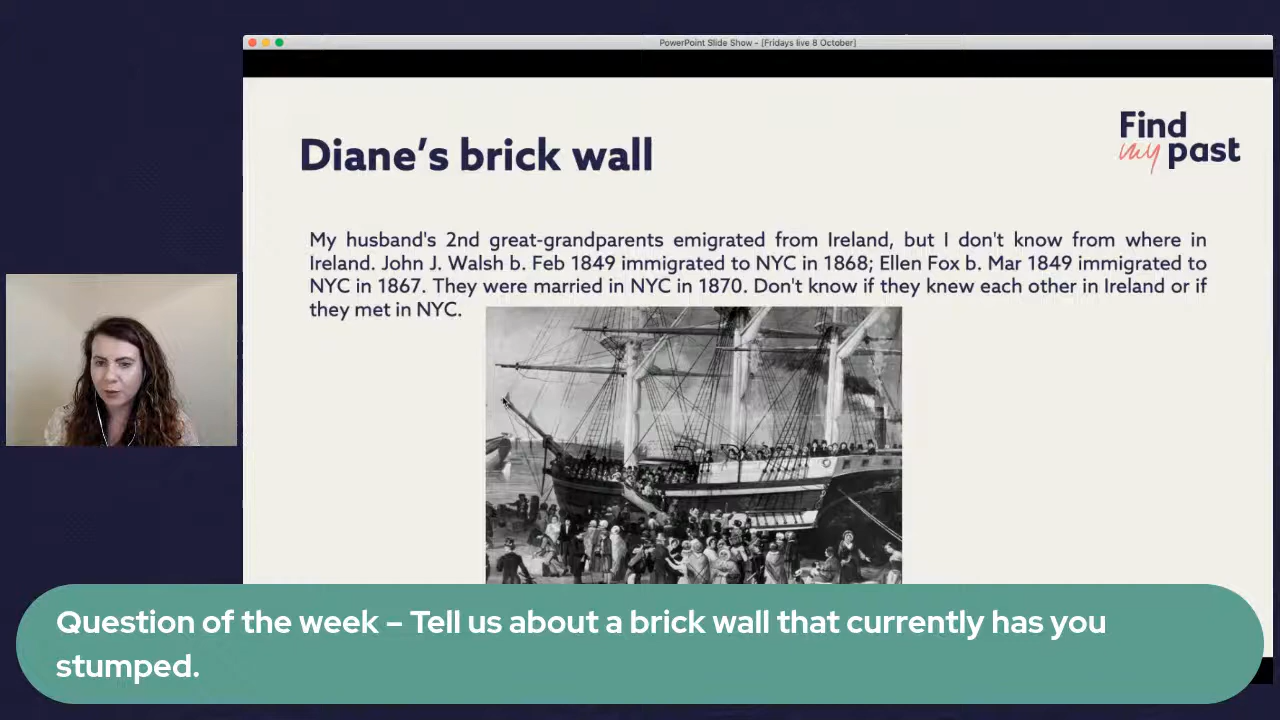 PowerPoint Slide Show - [Fridays live 8 October]
Find
my past
Diane's brick wall
My husband's 2nd great-grandparents emigrated from Ireland, but I don't know from where in
Ireland. John J. Walsh b. Feb 1849 immigrated to NYC in 1868; Ellen Fox b. Mar 1849 immigrated to
NYC in 1867. They were married in NYC in 1870. Don't know if they knew each other in Ireland or if
they met in NYC.
Question of the week – Tell us about a brick wall that currently has you
stumped.